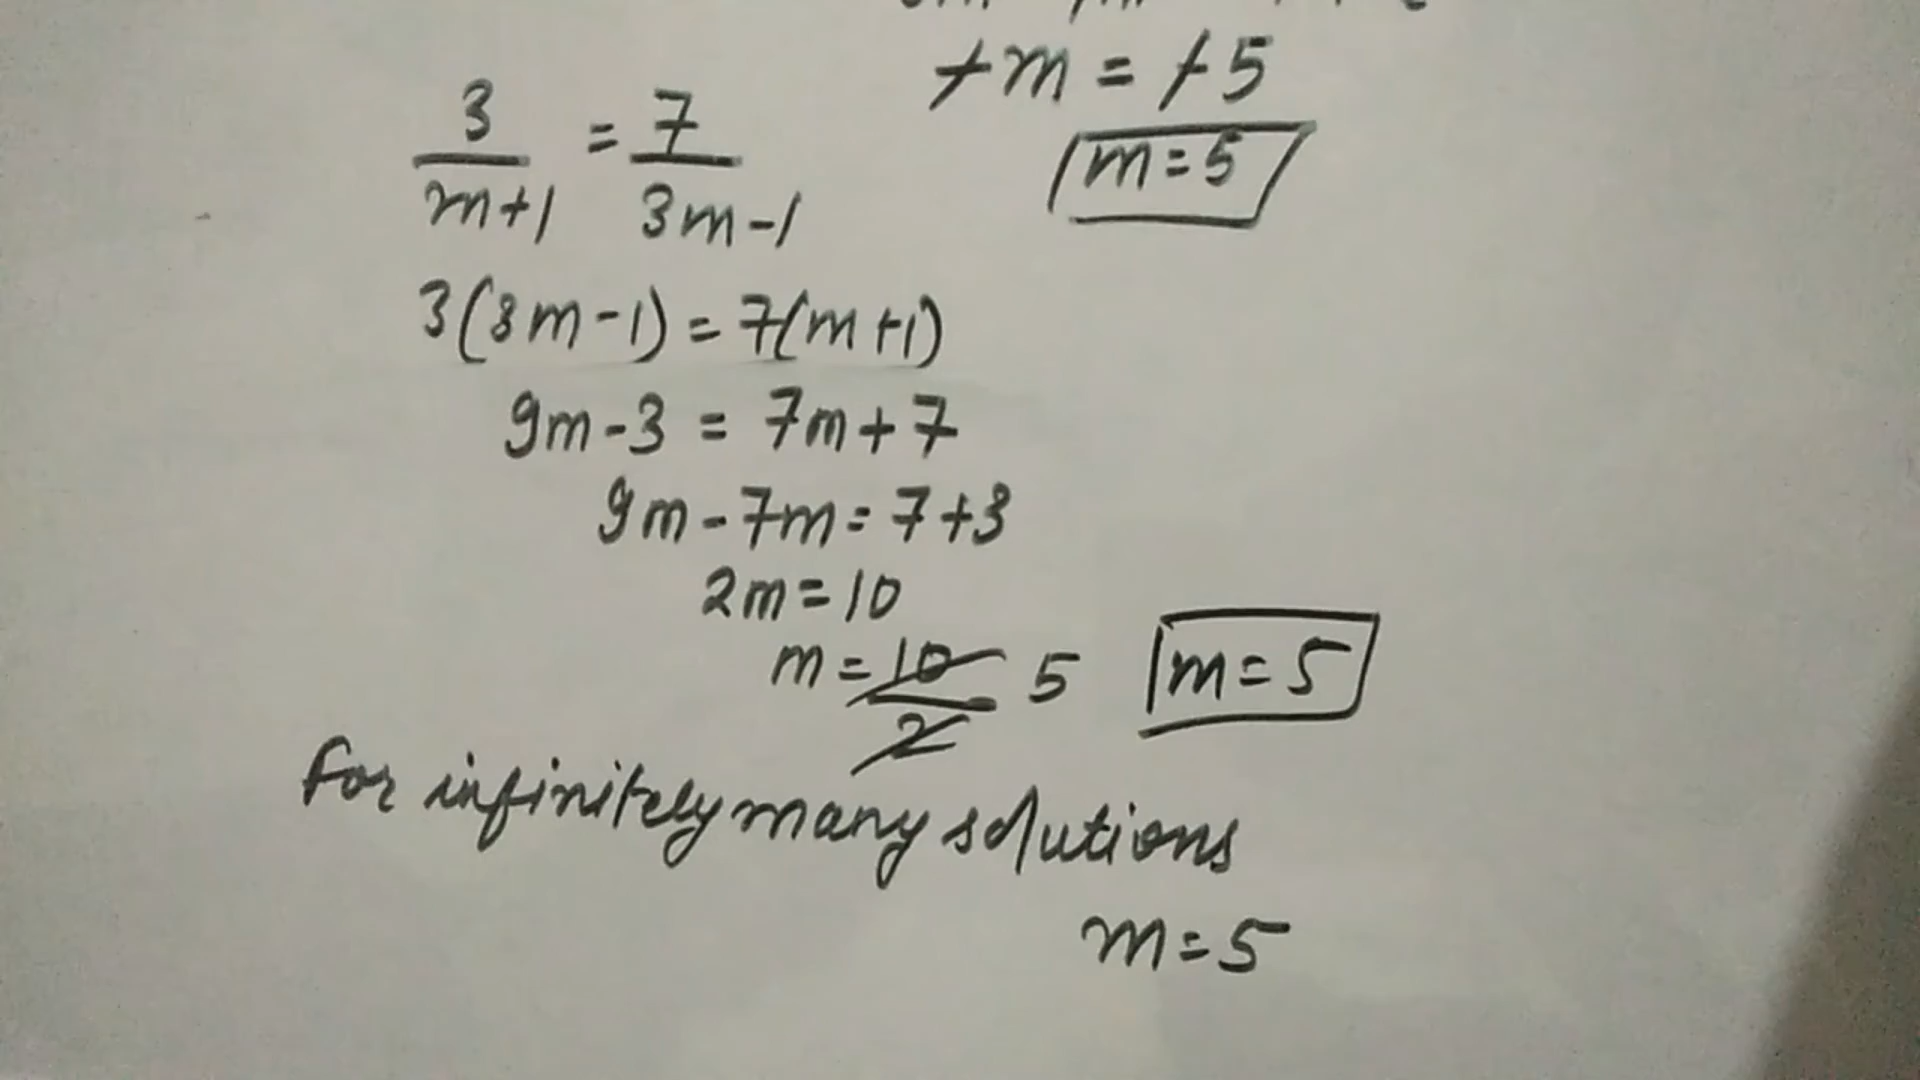 +m = +5
m=5
3/(m+1) = 7/(3m-1)
3(3m-1) = 7(m+1)
9m-3 = 7m+7
9m-7m = 7+3
2m=10
m = 10/2 5
m=5
for infinitely many solutions
m=5